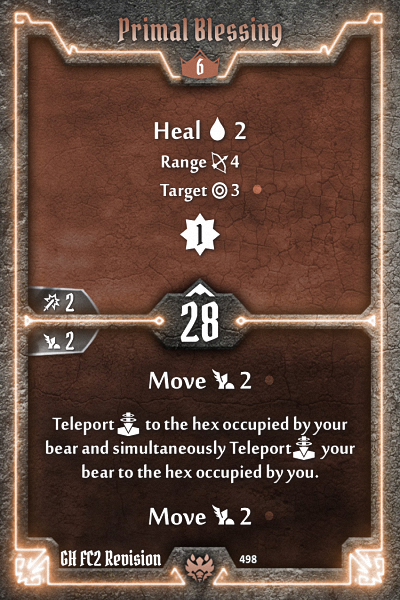 Primal Blessing
6
Heal 2
Range 4
Target 3
1
2
28
2
Move 2
Teleport to the hex occupied by your
bear and simultaneously Teleport your
bear to the hex occupied by you.
Move 2
GH FC2 Revision
498